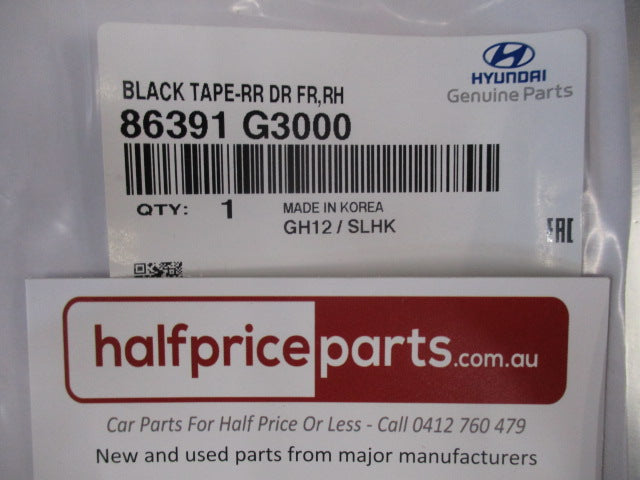 HYUNDAI
Genuine Parts
BLACK TAPE-RR DR FR,RH
86391 G3000
QTY: 1
MADE IN KOREA
GH12 / SLHK
EAC
halfpriceparts.com.au
Car Parts For Half Price Or Less - Call 0412 760 479
New and used parts from major manufacturers